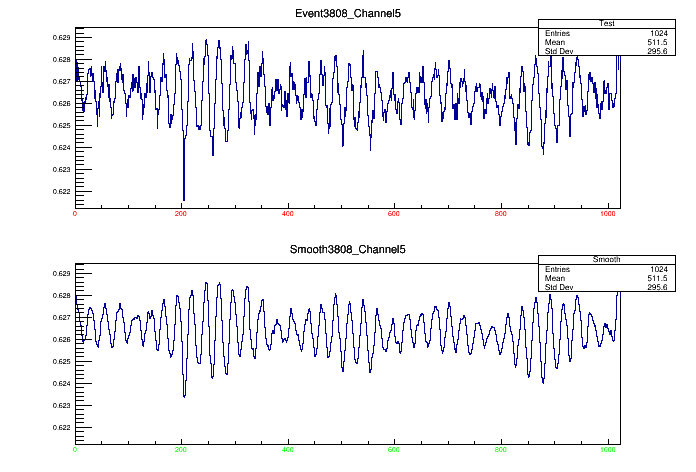 Event3808_Channel5
Test
Entries 1024
Mean 511.5
Std Dev 295.6
0.629
0.628
0.627
0.626
0.625
0.624
0.623
0.622
0 200 400 600 800 1000
Smooth3808_Channel5
Smooth
Entries 1024
Mean 511.5
Std Dev 295.6
0.629
0.628
0.627
0.626
0.625
0.624
0.623
0.622
0 200 400 600 800 1000